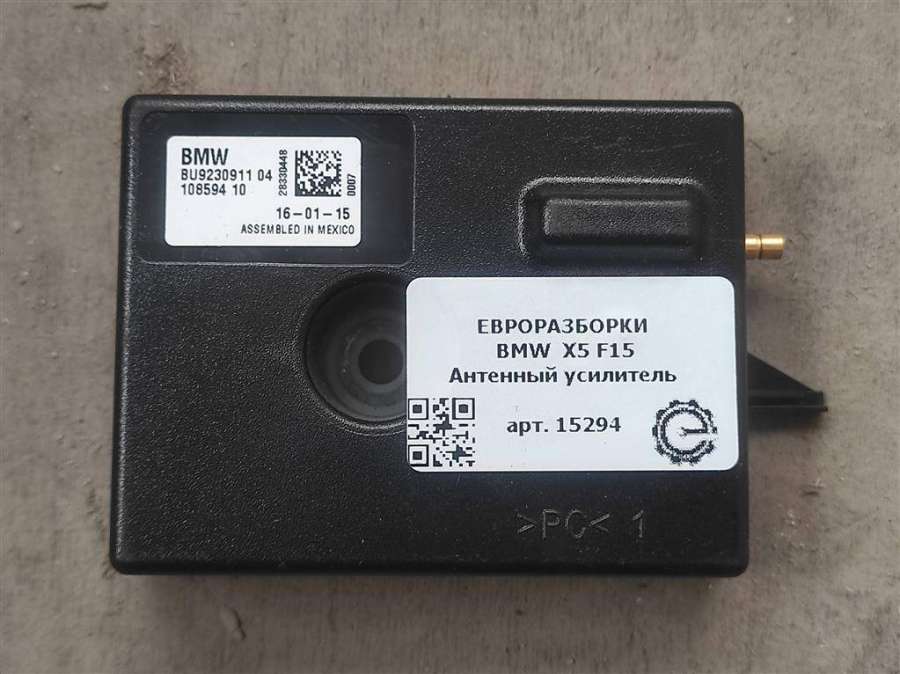 BMW
BU9230911 04
108594 10
28330448
0007
16-01-15
ASSEMBLED IN MEXICO
ЕВРОРАЗБОРКИ
BMW X5 F15
Антенный усилитель
арт. 15294
>PC< 1